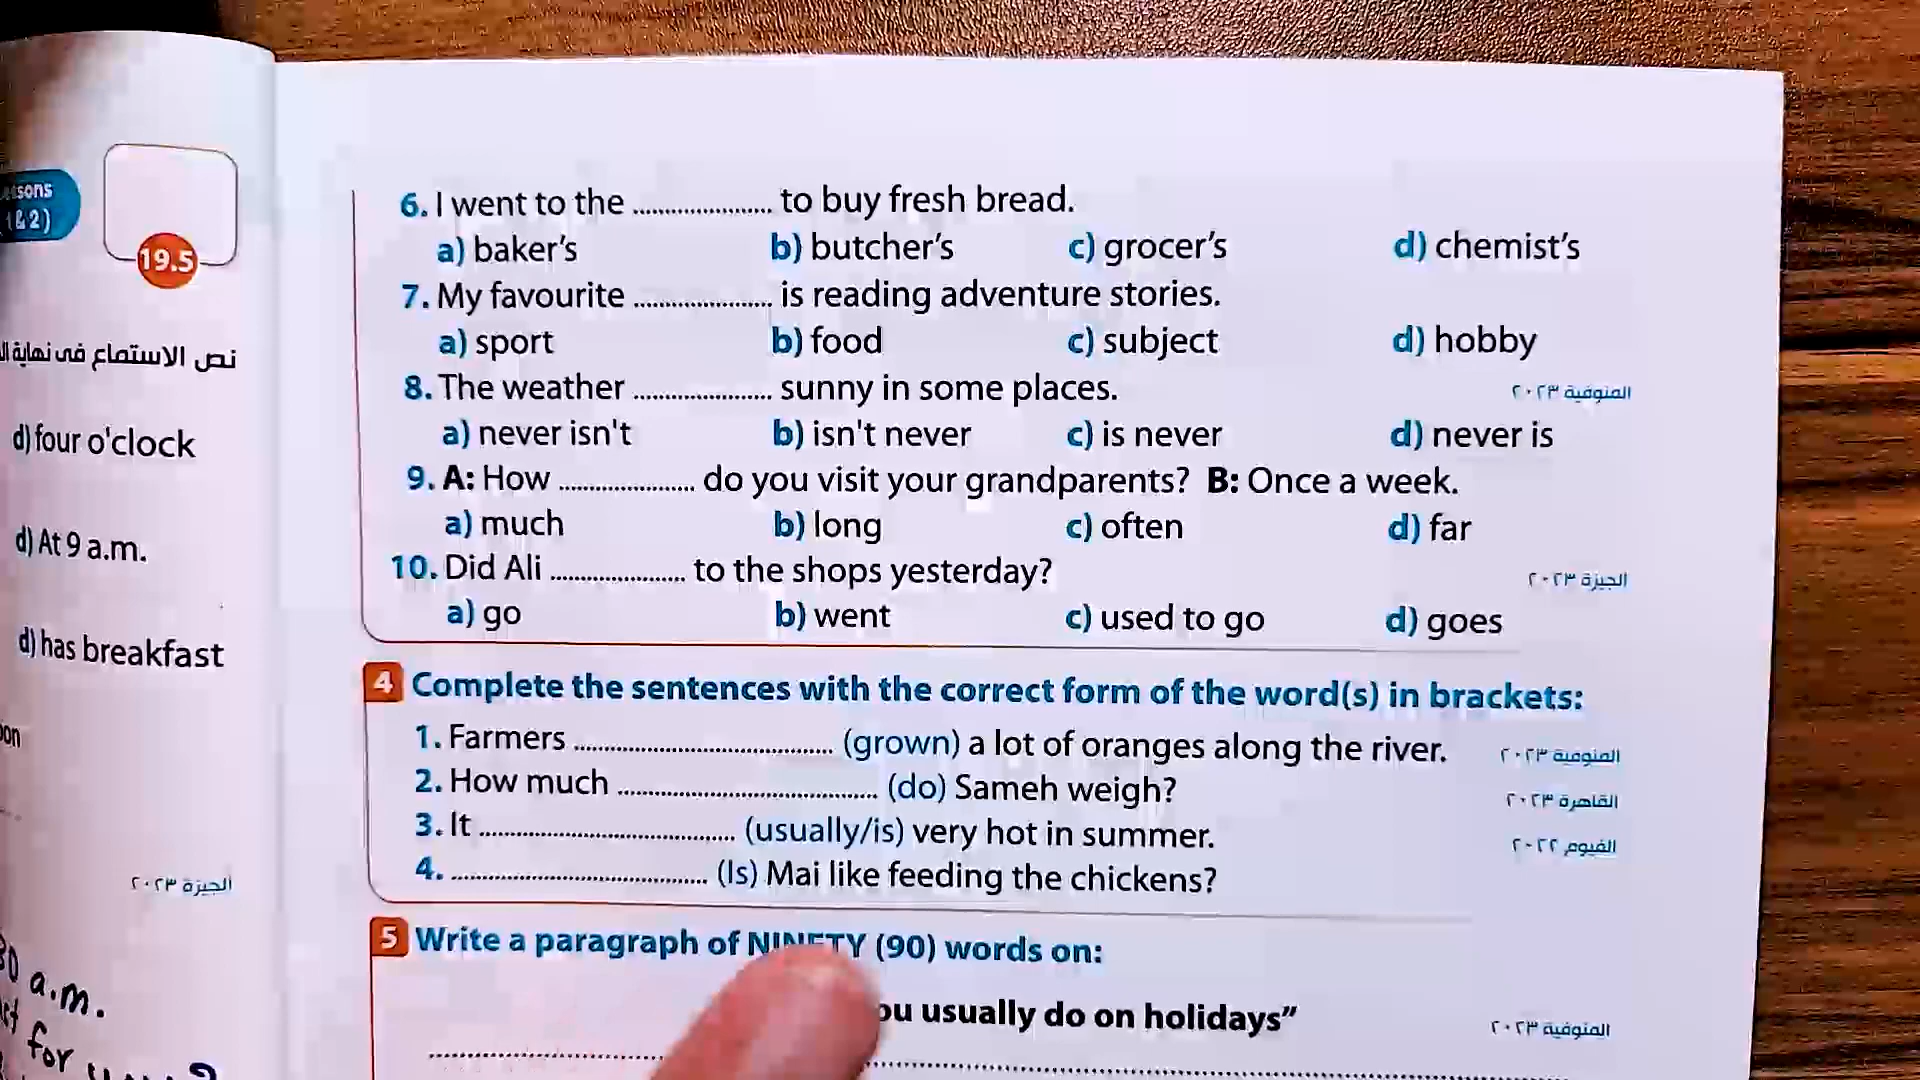 19.5
نص الاستماع فى نهاية
d) four o'clock
d) At 9 a.m.
d) has breakfast
الجيزة ٢٠٢٣
a.m.
for
6. I went to the ...................... to buy fresh bread.
a) baker's b) butcher's c) grocer's d) chemist's
7. My favourite ...................... is reading adventure stories.
a) sport b) food c) subject d) hobby
8. The weather ...................... sunny in some places. المنوفية ٢٠٢٣
a) never isn't b) isn't never c) is never d) never is
9. A: How ...................... do you visit your grandparents? B: Once a week.
a) much b) long c) often d) far
10. Did Ali ...................... to the shops yesterday? الجيزة ٢٠٢٣
a) go b) went c) used to go d) goes
4 Complete the sentences with the correct form of the word(s) in brackets:
1. Farmers ........................................ (grown) a lot of oranges along the river. المنوفية ٢٠٢٣
2. How much ........................................ (do) Sameh weigh? القاهرة ٢٠٢٣
3. It ........................................ (usually/is) very hot in summer. الفيوم ٢٠٢٢
4. ........................................ (Is) Mai like feeding the chickens?
5 Write a paragraph of NINETY (90) words on:
usually do on holidays" المنوفية ٢٠٢٣